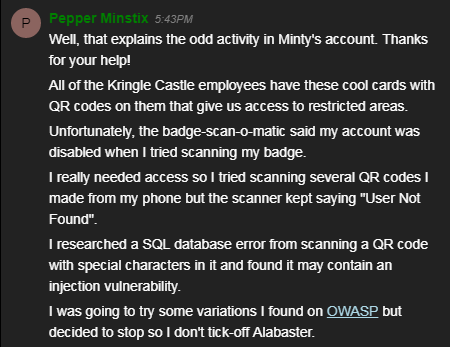 P
Pepper Minstix 5:43PM
Well, that explains the odd activity in Minty's account. Thanks
for your help!
All of the Kringle Castle employees have these cool cards with
QR codes on them that give us access to restricted areas.
Unfortunately, the badge-scan-o-matic said my account was
disabled when I tried scanning my badge.
I really needed access so I tried scanning several QR codes I
made from my phone but the scanner kept saying "User Not
Found".
I researched a SQL database error from scanning a QR code
with special characters in it and found it may contain an
injection vulnerability.
I was going to try some variations I found on OWASP but
decided to stop so I don't tick-off Alabaster.